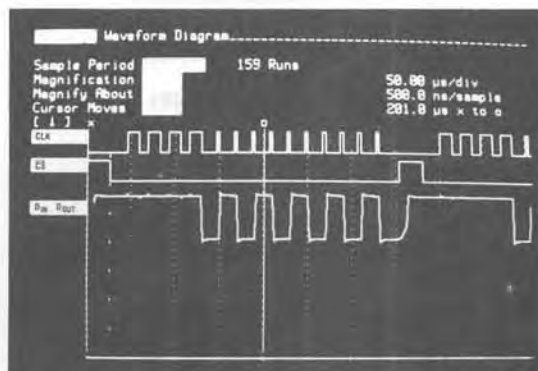 Waveform Diagram
Sample Period 159 Runs
Magnification 50.00 µs/div
Magnify About 500.0 ns/sample
Cursor Moves 201.0 µs x to o
[ ↓ ] x o
CLK
CS
DIN DOUT